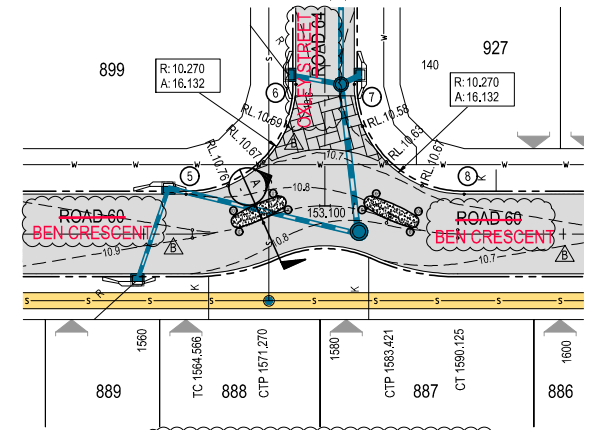 OXLEY STREET
ROAD 64
899
R: 10.270
A: 16.132
927
140
R: 10.270
A: 16.132
6
7
RL.10.69
RL.10.58
RL.10.67
RL.10.63
RL.10.76
RL.10.67
10.7
R
S
B
W W W W W W W W
5
8
K
A
10.8
153.100
ROAD 60
BEN CRESCENT
ROAD 60
BEN CRESCENT
B
B
10.9
10.8
10.7
R
K
K
S S S S S S S S S
1560
TC 1564.566
CTP 1571.270
1580
CTP 1583.421
CT 1590.125
1600
889
888
887
886